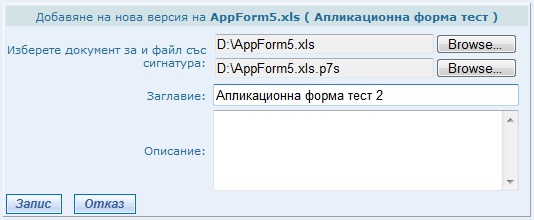 Добавяне на нова версия на AppForm5.xls ( Апликационна форма тест )
Изберете документ за и файл със сигнатура:
D:\AppForm5.xls Browse...
D:\AppForm5.xls.p7s Browse...
Заглавие: Апликационна форма тест 2
Описание:
Запис Отказ